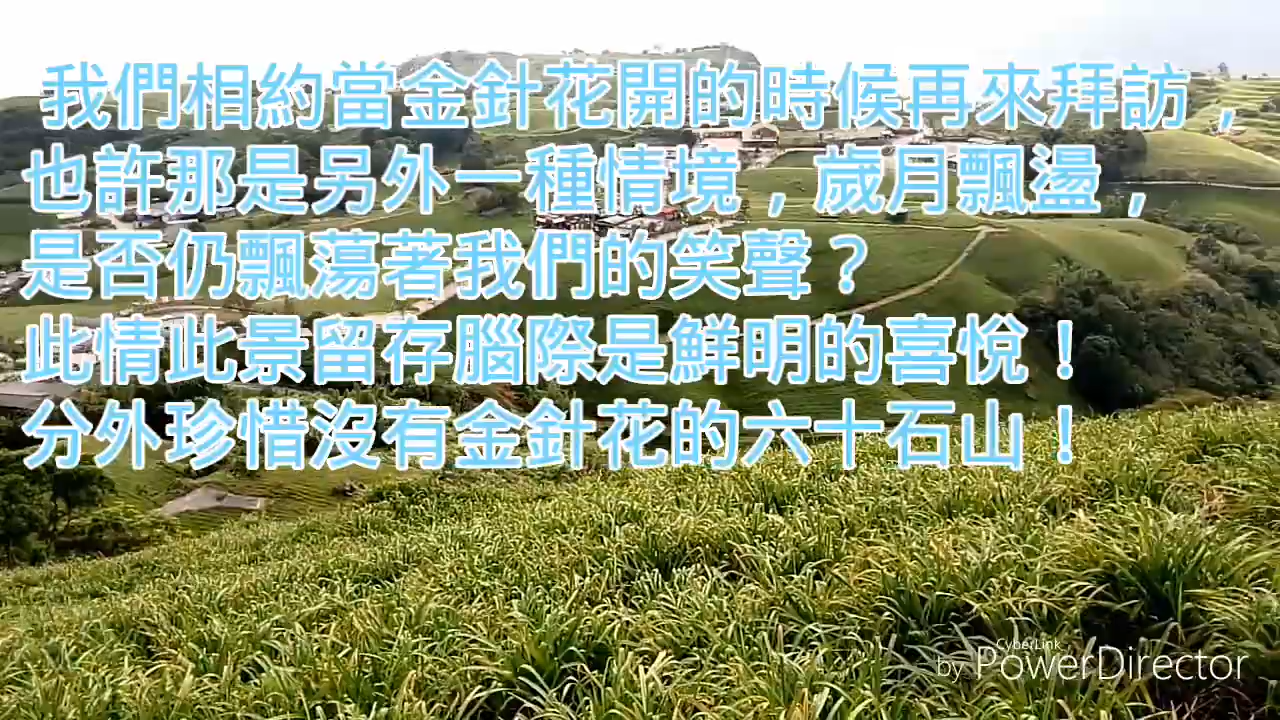 我們相約當金針花開的時候再來拜訪，
也許那是另外一種情境，歲月飄盪，
是否仍飄蕩著我們的笑聲？
此情此景留存腦際是鮮明的喜悅！
分外珍惜沒有金針花的六十石山！
CyberLink
by PowerDirector